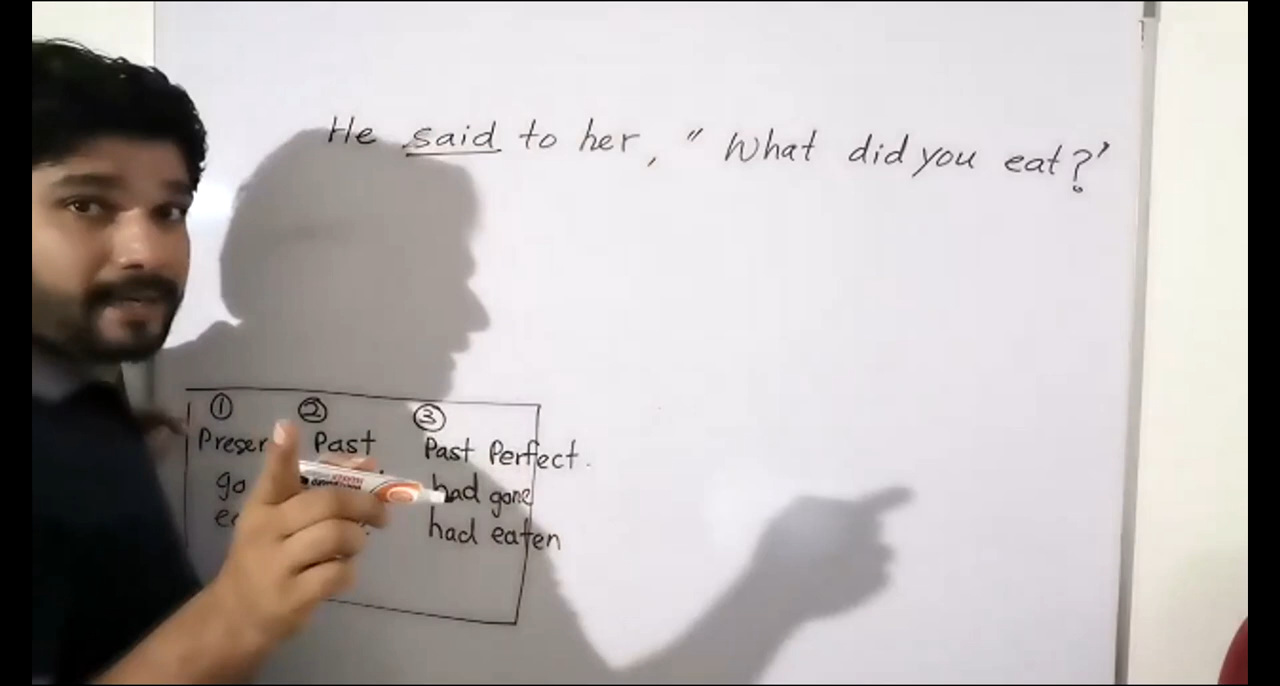 He said to her, " What did you eat?'
① ② ③
Past Past Perfect.
go had gone
had eaten